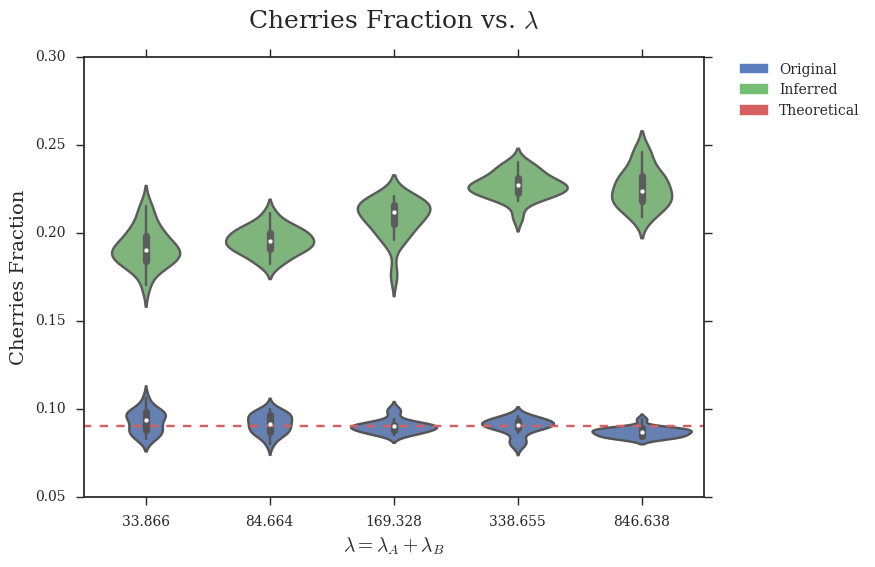 Cherries Fraction vs. λ
0.30
0.25
0.20
0.15
0.10
0.05
Cherries Fraction
33.866 84.664 169.328 338.655 846.638
λ = λ_A + λ_B
Original
Inferred
Theoretical